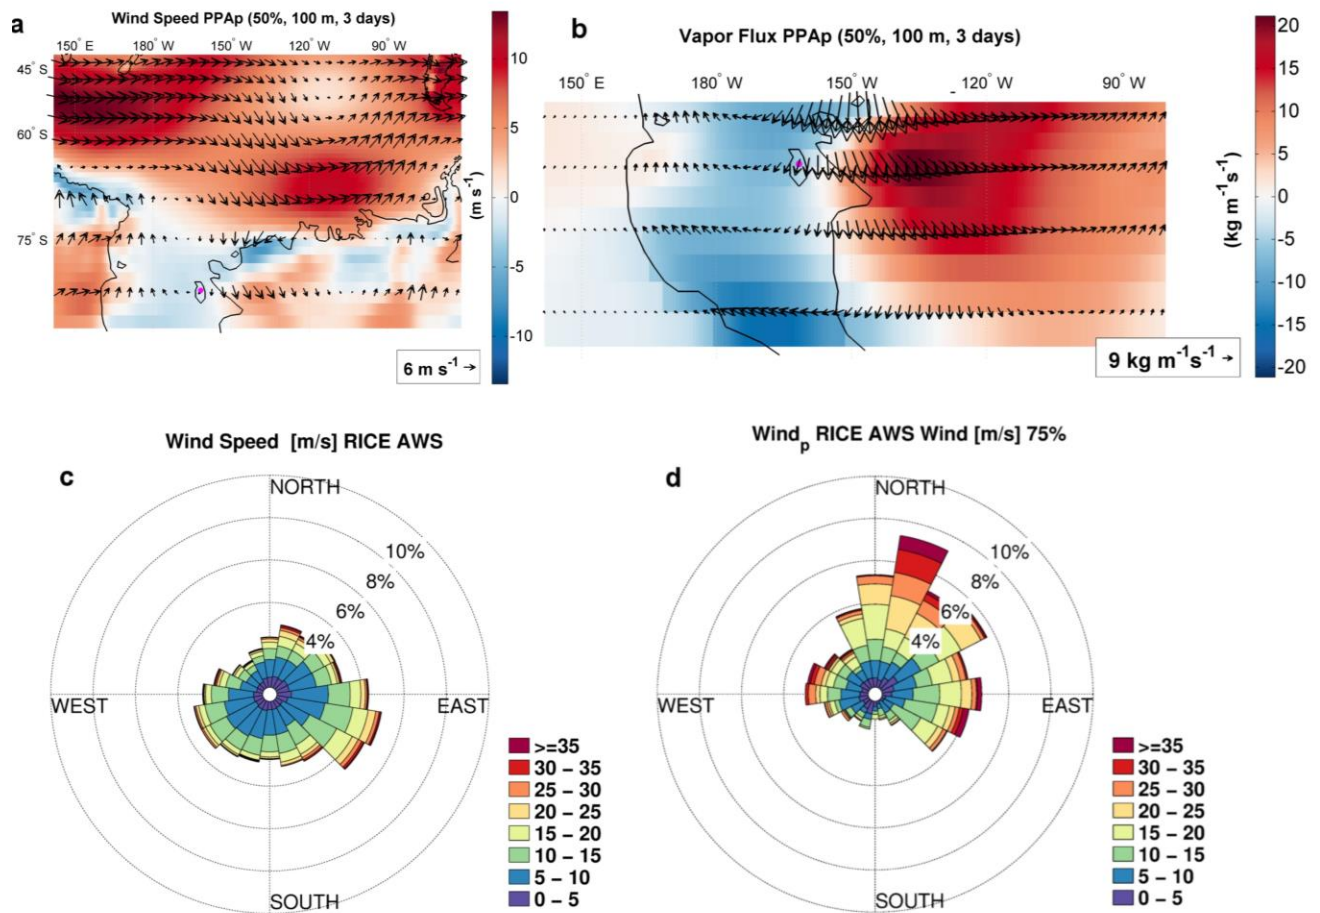 a
Wind Speed PPAp (50%, 100 m, 3 days)
150° E 180° W 150° W 120° W 90° W
45° S
60° S
75° S
10
5
0
-5
-10
(m s⁻¹)
6 m s⁻¹
b
Vapor Flux PPAp (50%, 100 m, 3 days)
150° E 180° W 150° W 120° W 90° W
20
15
10
5
0
-5
-10
-15
-20
(kg m⁻¹s⁻¹)
9 kg m⁻¹s⁻¹
Wind Speed [m/s] RICE AWS
c
NORTH
10%
8%
6%
4%
WEST
EAST
SOUTH
>=35
30 – 35
25 – 30
20 – 25
15 – 20
10 – 15
5 – 10
0 – 5
Windₚ RICE AWS Wind [m/s] 75%
d
NORTH
10%
8%
6%
4%
WEST
EAST
SOUTH
>=35
30 – 35
25 – 30
20 – 25
15 – 20
10 – 15
5 – 10
0 – 5